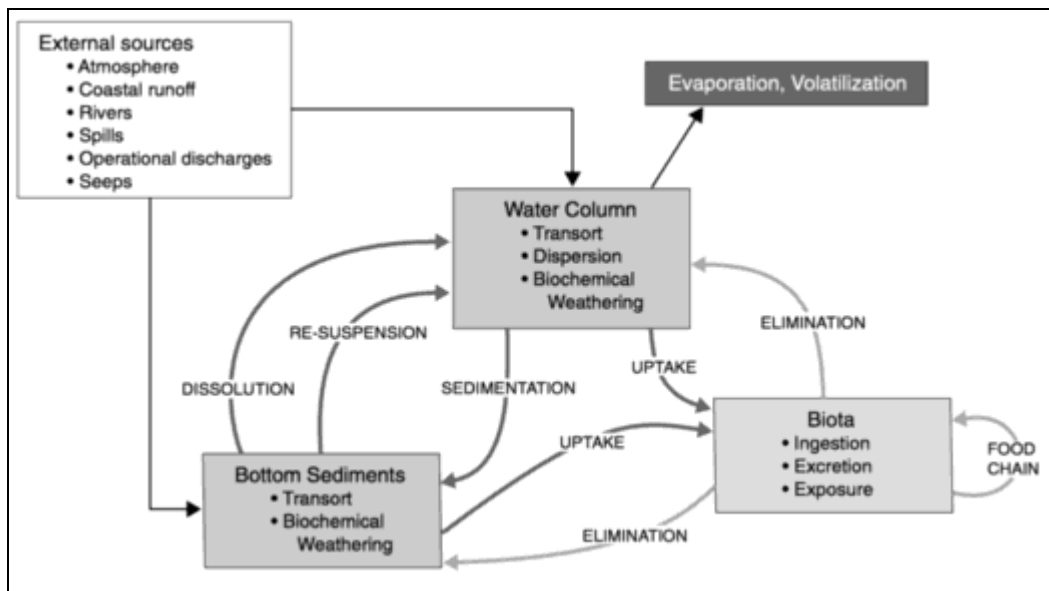 External sources
• Atmosphere
• Coastal runoff
• Rivers
• Spills
• Operational discharges
• Seeps
Evaporation, Volatilization
Water Column
• Transort
• Dispersion
• Biochemical
Weathering
ELIMINATION
RE-SUSPENSION
DISSOLUTION
SEDIMENTATION
UPTAKE
Biota
• Ingestion
• Excretion
• Exposure
FOOD
CHAIN
UPTAKE
Bottom Sediments
• Transort
• Biochemical
Weathering
ELIMINATION